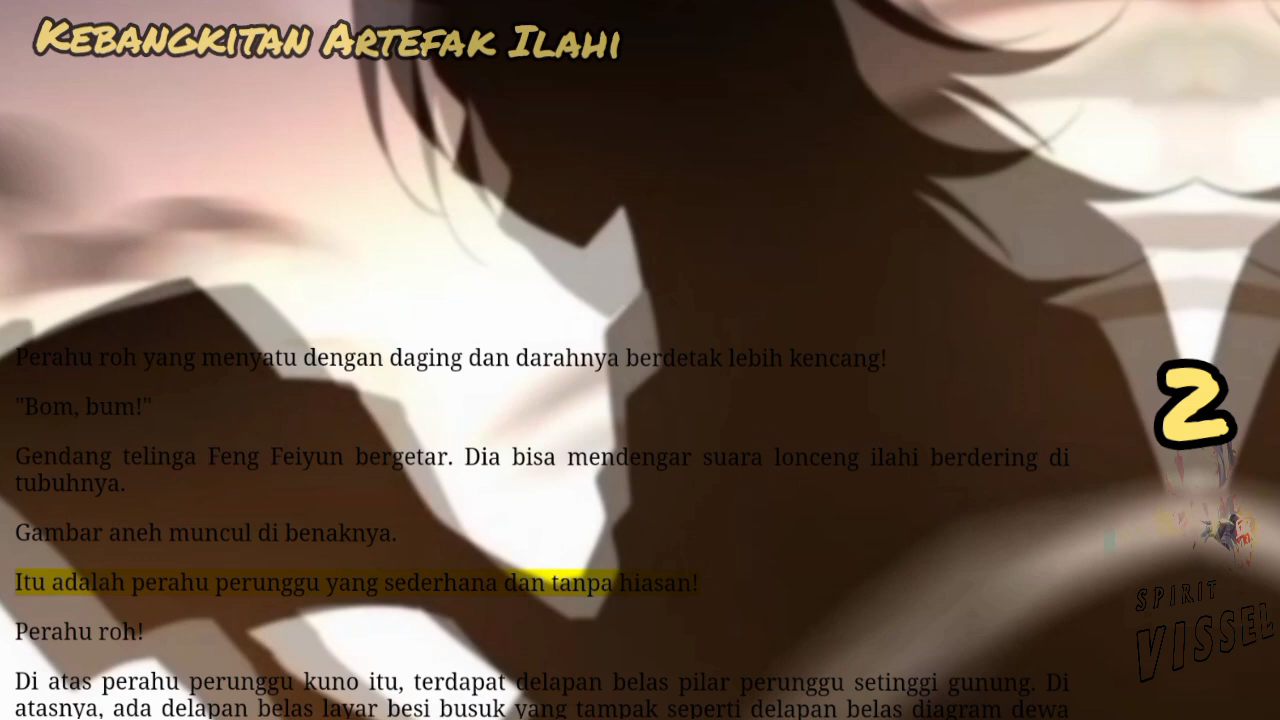 Kebangkitan Artefak Ilahi
Perahu roh yang menyatu dengan daging dan darahnya berdetak lebih kencang!
"Bom, bum!"
Gendang telinga Feng Feiyun bergetar. Dia bisa mendengar suara lonceng ilahi berdering di
tubuhnya.
Gambar aneh muncul di benaknya.
Itu adalah perahu perunggu yang sederhana dan tanpa hiasan!
Perahu roh!
Di atas perahu perunggu kuno itu, terdapat delapan belas pilar perunggu setinggi gunung. Di
atasnya, ada delapan belas layar besi busuk yang tampak seperti delapan belas diagram dewa
2
SPIRIT
VISSEL